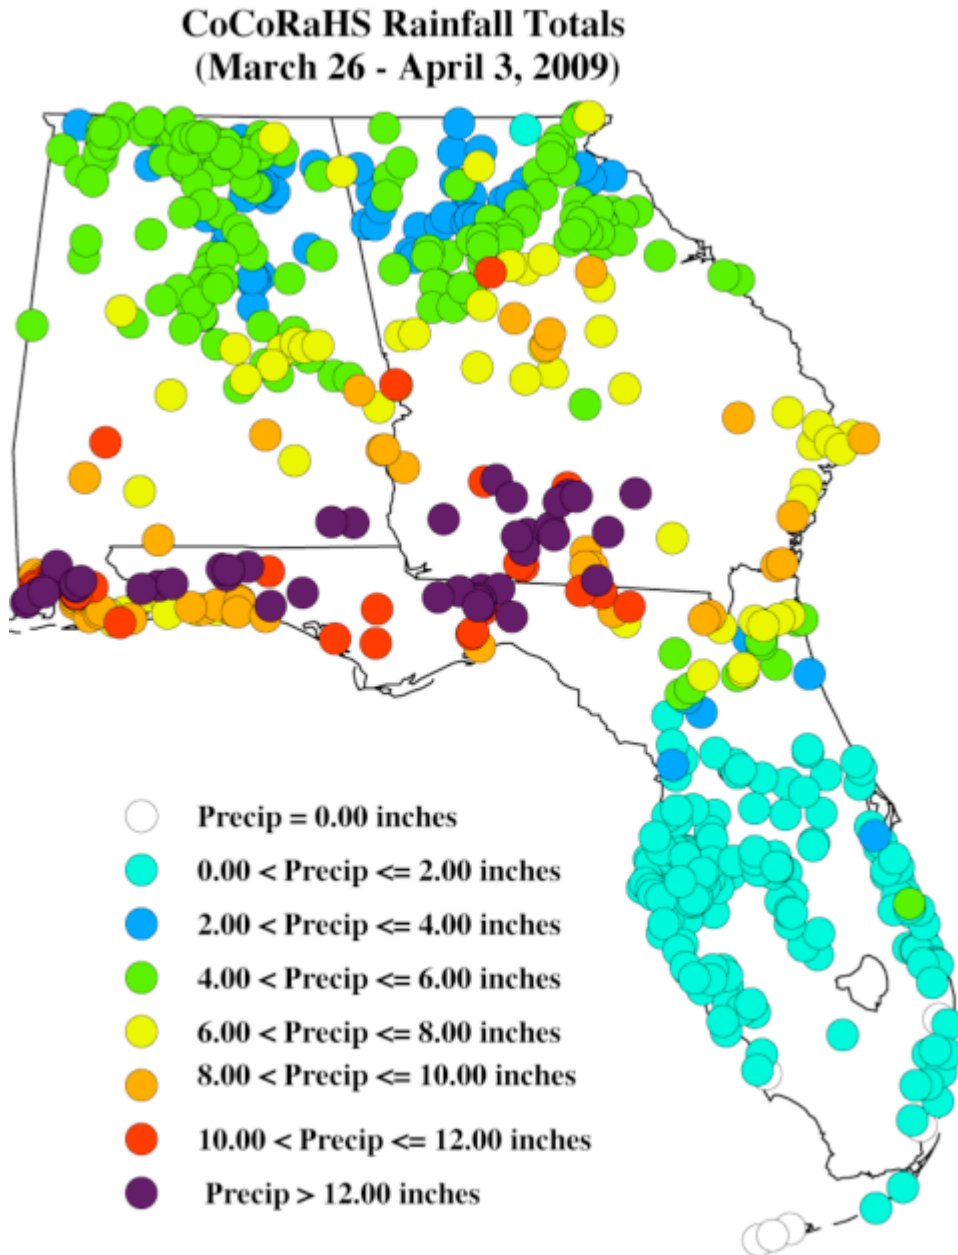 CoCoRaHS Rainfall Totals
(March 26 - April 3, 2009)
Precip = 0.00 inches
0.00 < Precip <= 2.00 inches
2.00 < Precip <= 4.00 inches
4.00 < Precip <= 6.00 inches
6.00 < Precip <= 8.00 inches
8.00 < Precip <= 10.00 inches
10.00 < Precip <= 12.00 inches
Precip > 12.00 inches